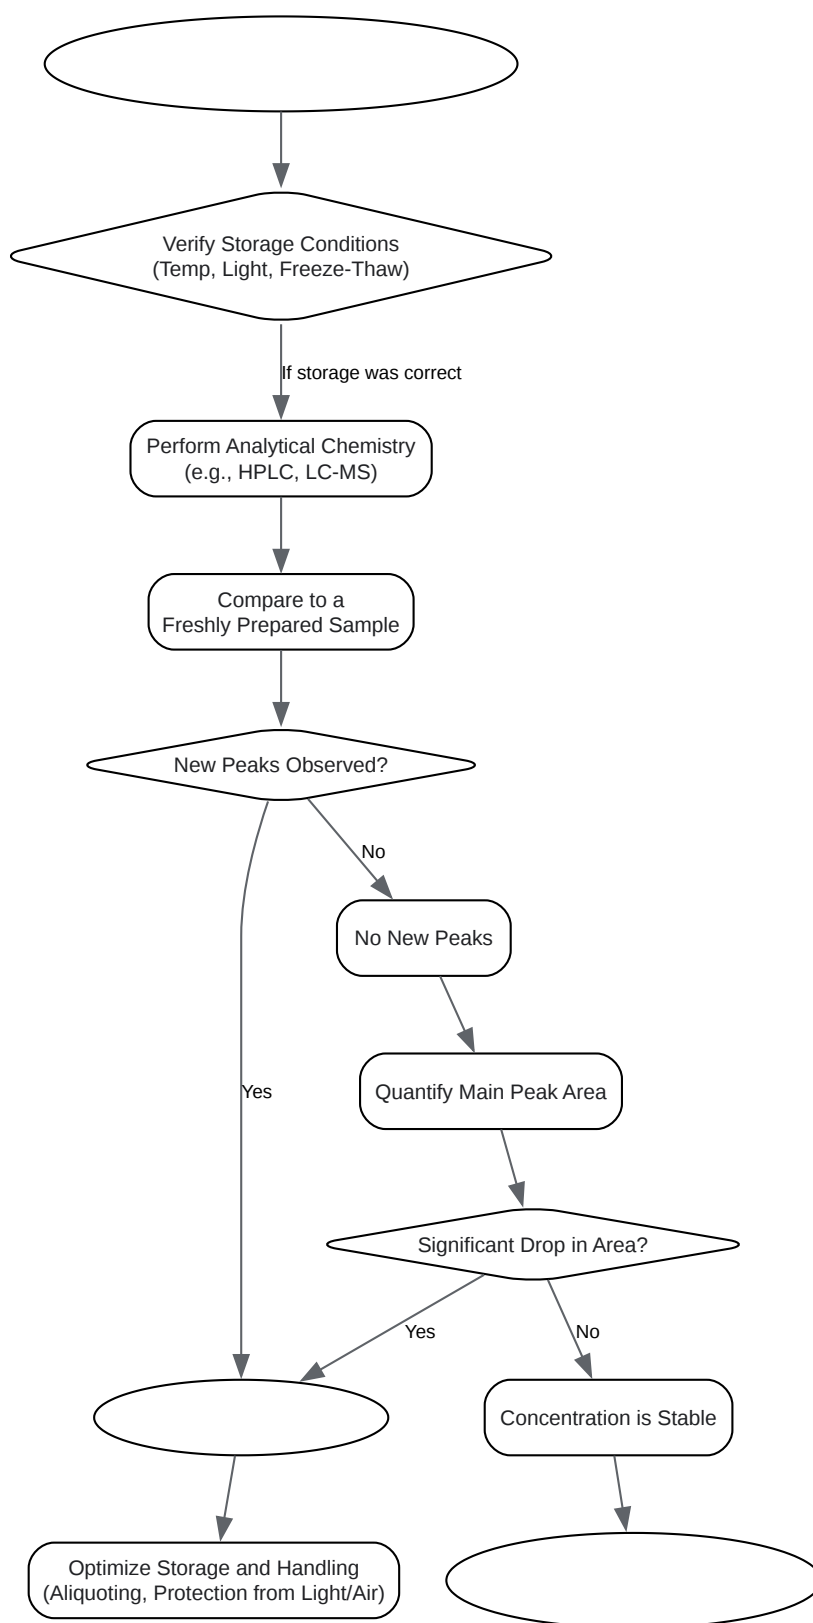 Verify Storage Conditions
(Temp, Light, Freeze-Thaw)
If storage was correct
Perform Analytical Chemistry
(e.g., HPLC, LC-MS)
Compare to a
Freshly Prepared Sample
New Peaks Observed?
No
No New Peaks
Yes
Quantify Main Peak Area
Significant Drop in Area?
Yes
No
Concentration is Stable
Optimize Storage and Handling
(Aliquoting, Protection from Light/Air)